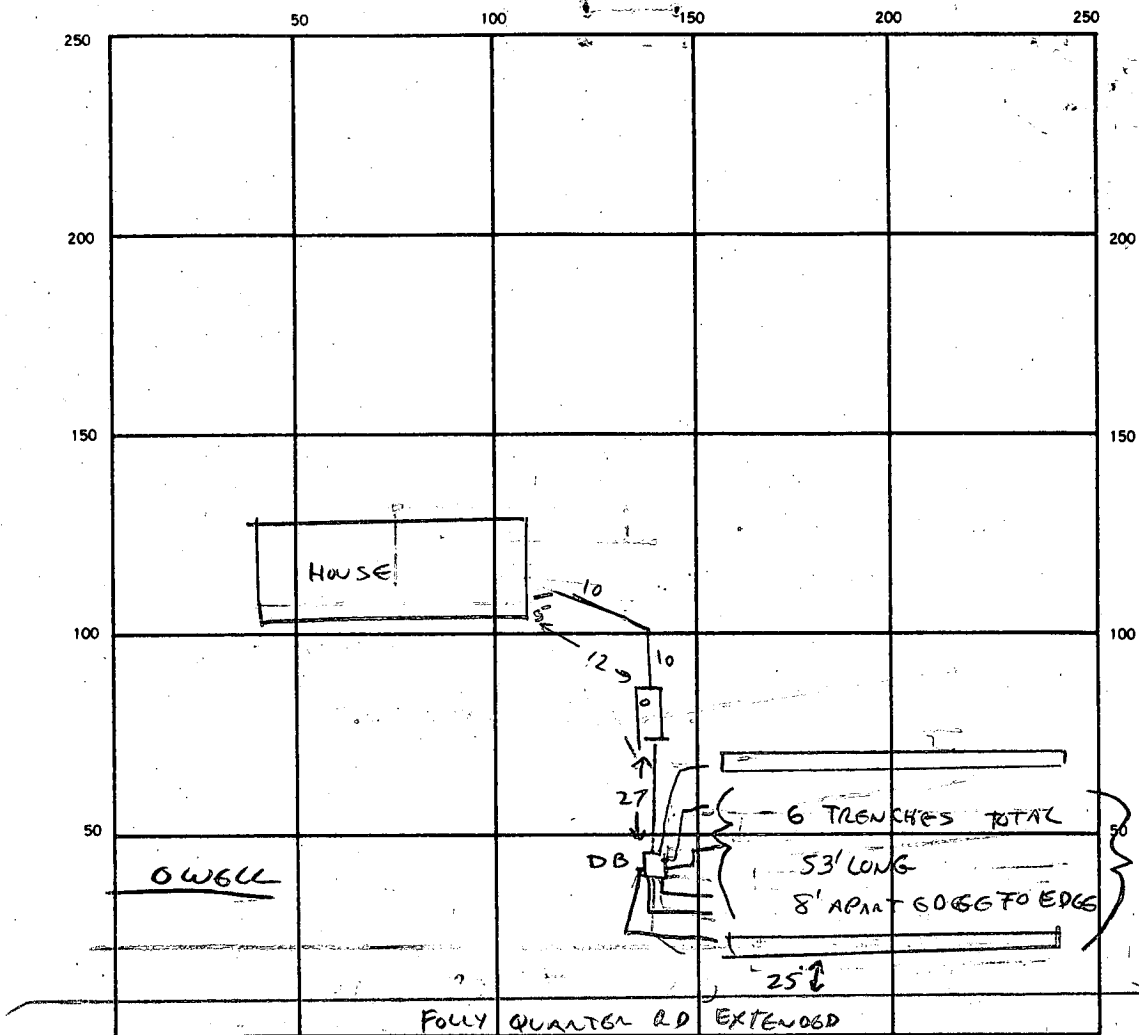 50 100 150 200 250
250
200 200
150 150
HOUSE
10
100 100
12 10
27
6 TRENCHES TOTAL
50 50
DB
53' LONG
O WELL
8' APART EDGE TO EDGE
25'
FOLLY QUARTER RD EXTENDED